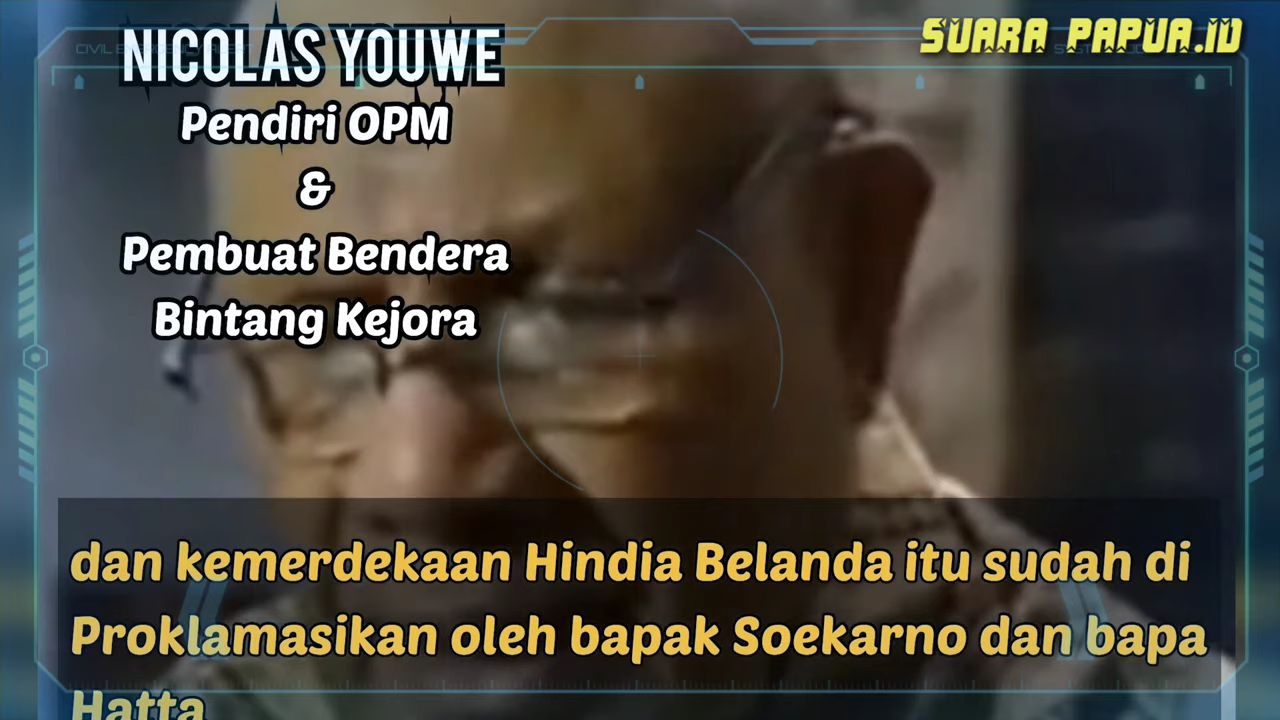 NICOLAS YOUWE
SUARA PAPUA.ID
Pendiri OPM
&
Pembuat Bendera
Bintang Kejora
dan kemerdekaan Hindia Belanda itu sudah di
Proklamasikan oleh bapak Soekarno dan bapa
Hatta